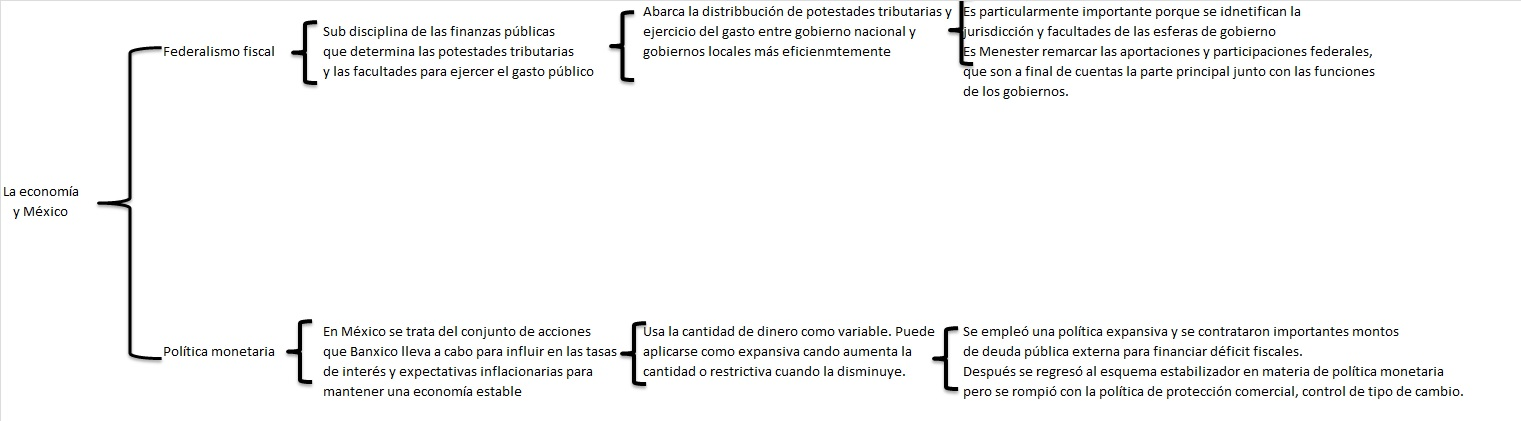 La economía
y México
Federalismo fiscal
Sub disciplina de las finanzas públicas
que determina las potestades tributarias
y las facultades para ejercer el gasto público
Abarca la distribbución de potestades tributarias y
ejercicio del gasto entre gobierno nacional y
gobiernos locales más eficienmtemente
Es particularmente importante porque se idnetifican la
jurisdicción y facultades de las esferas de gobierno
Es Menester remarcar las aportaciones y participaciones federales,
que son a final de cuentas la parte principal junto con las funciones
de los gobiernos.
Política monetaria
En México se trata del conjunto de acciones
que Banxico lleva a cabo para influir en las tasas
de interés y expectativas inflacionarias para
mantener una economía estable
Usa la cantidad de dinero como variable. Puede
aplicarse como expansiva cando aumenta la
cantidad o restrictiva cuando la disminuye.
Se empleó una política expansiva y se contrataron importantes montos
de deuda pública externa para financiar déficit fiscales.
Después se regresó al esquema estabilizador en materia de política monetaria
pero se rompió con la política de protección comercial, control de tipo de cambio.